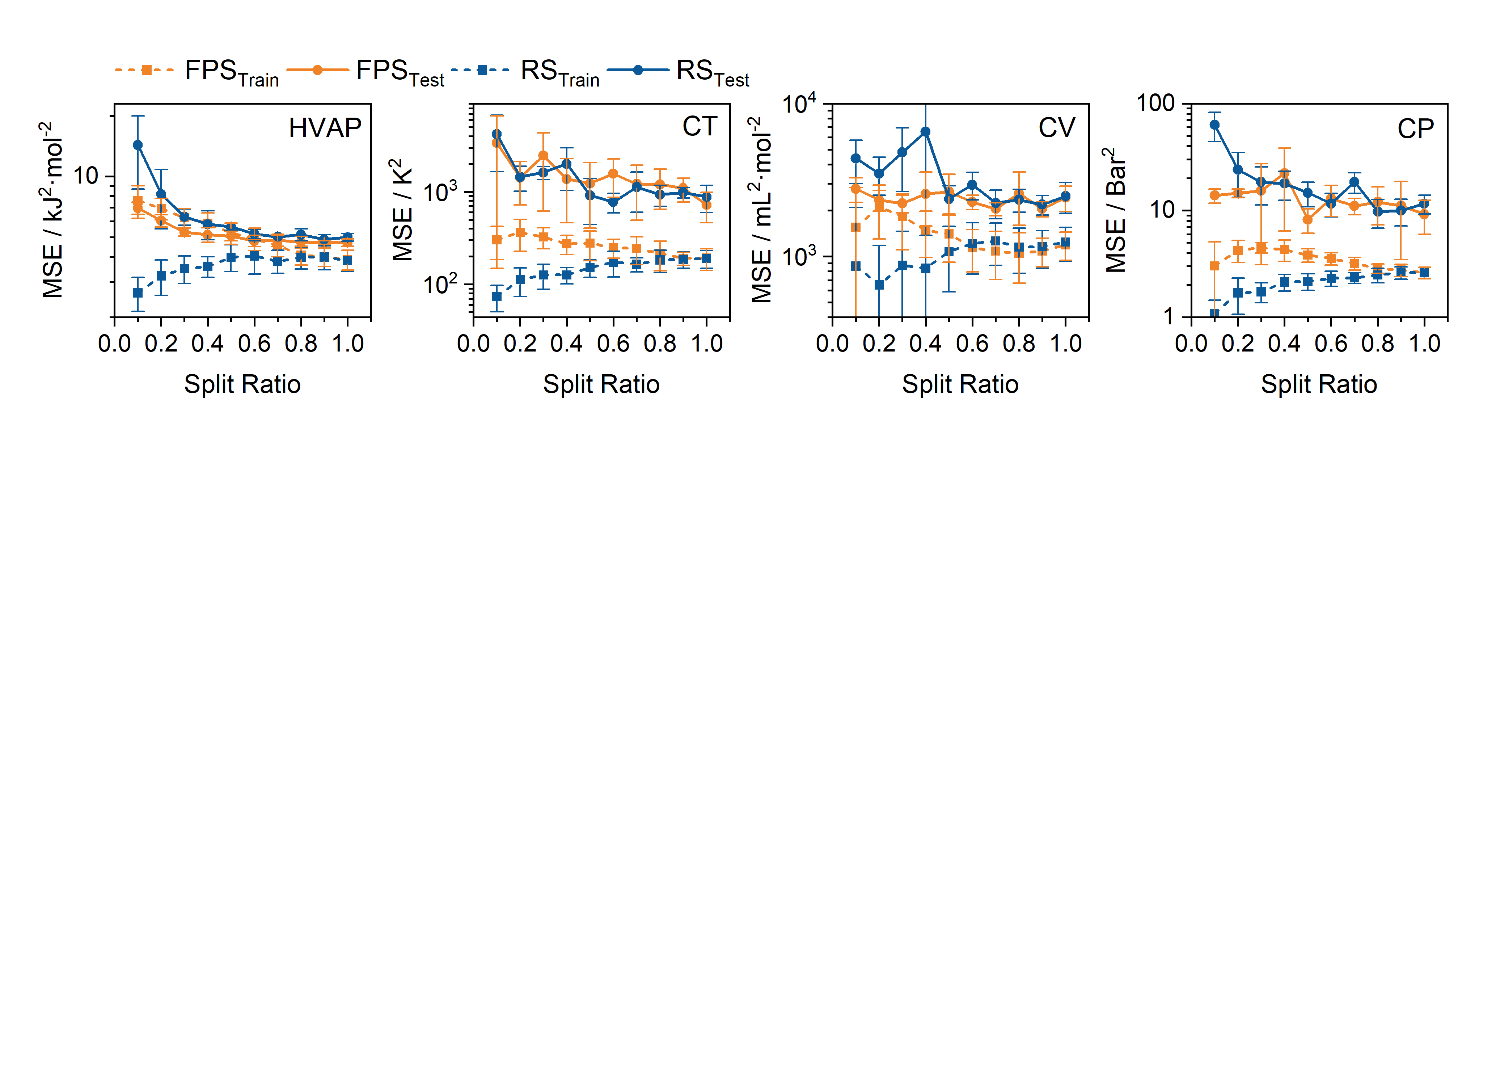 FPS_Train FPS_Test RS_Train RS_Test
HVAP
10
MSE / kJ²·mol⁻²
0.0 0.2 0.4 0.6 0.8 1.0
Split Ratio
CT
10³
10²
MSE / K²
0.0 0.2 0.4 0.6 0.8 1.0
Split Ratio
CV
10⁴
10³
MSE / mL²·mol⁻²
0.0 0.2 0.4 0.6 0.8 1.0
Split Ratio
CP
100
10
1
MSE / Bar²
0.0 0.2 0.4 0.6 0.8 1.0
Split Ratio